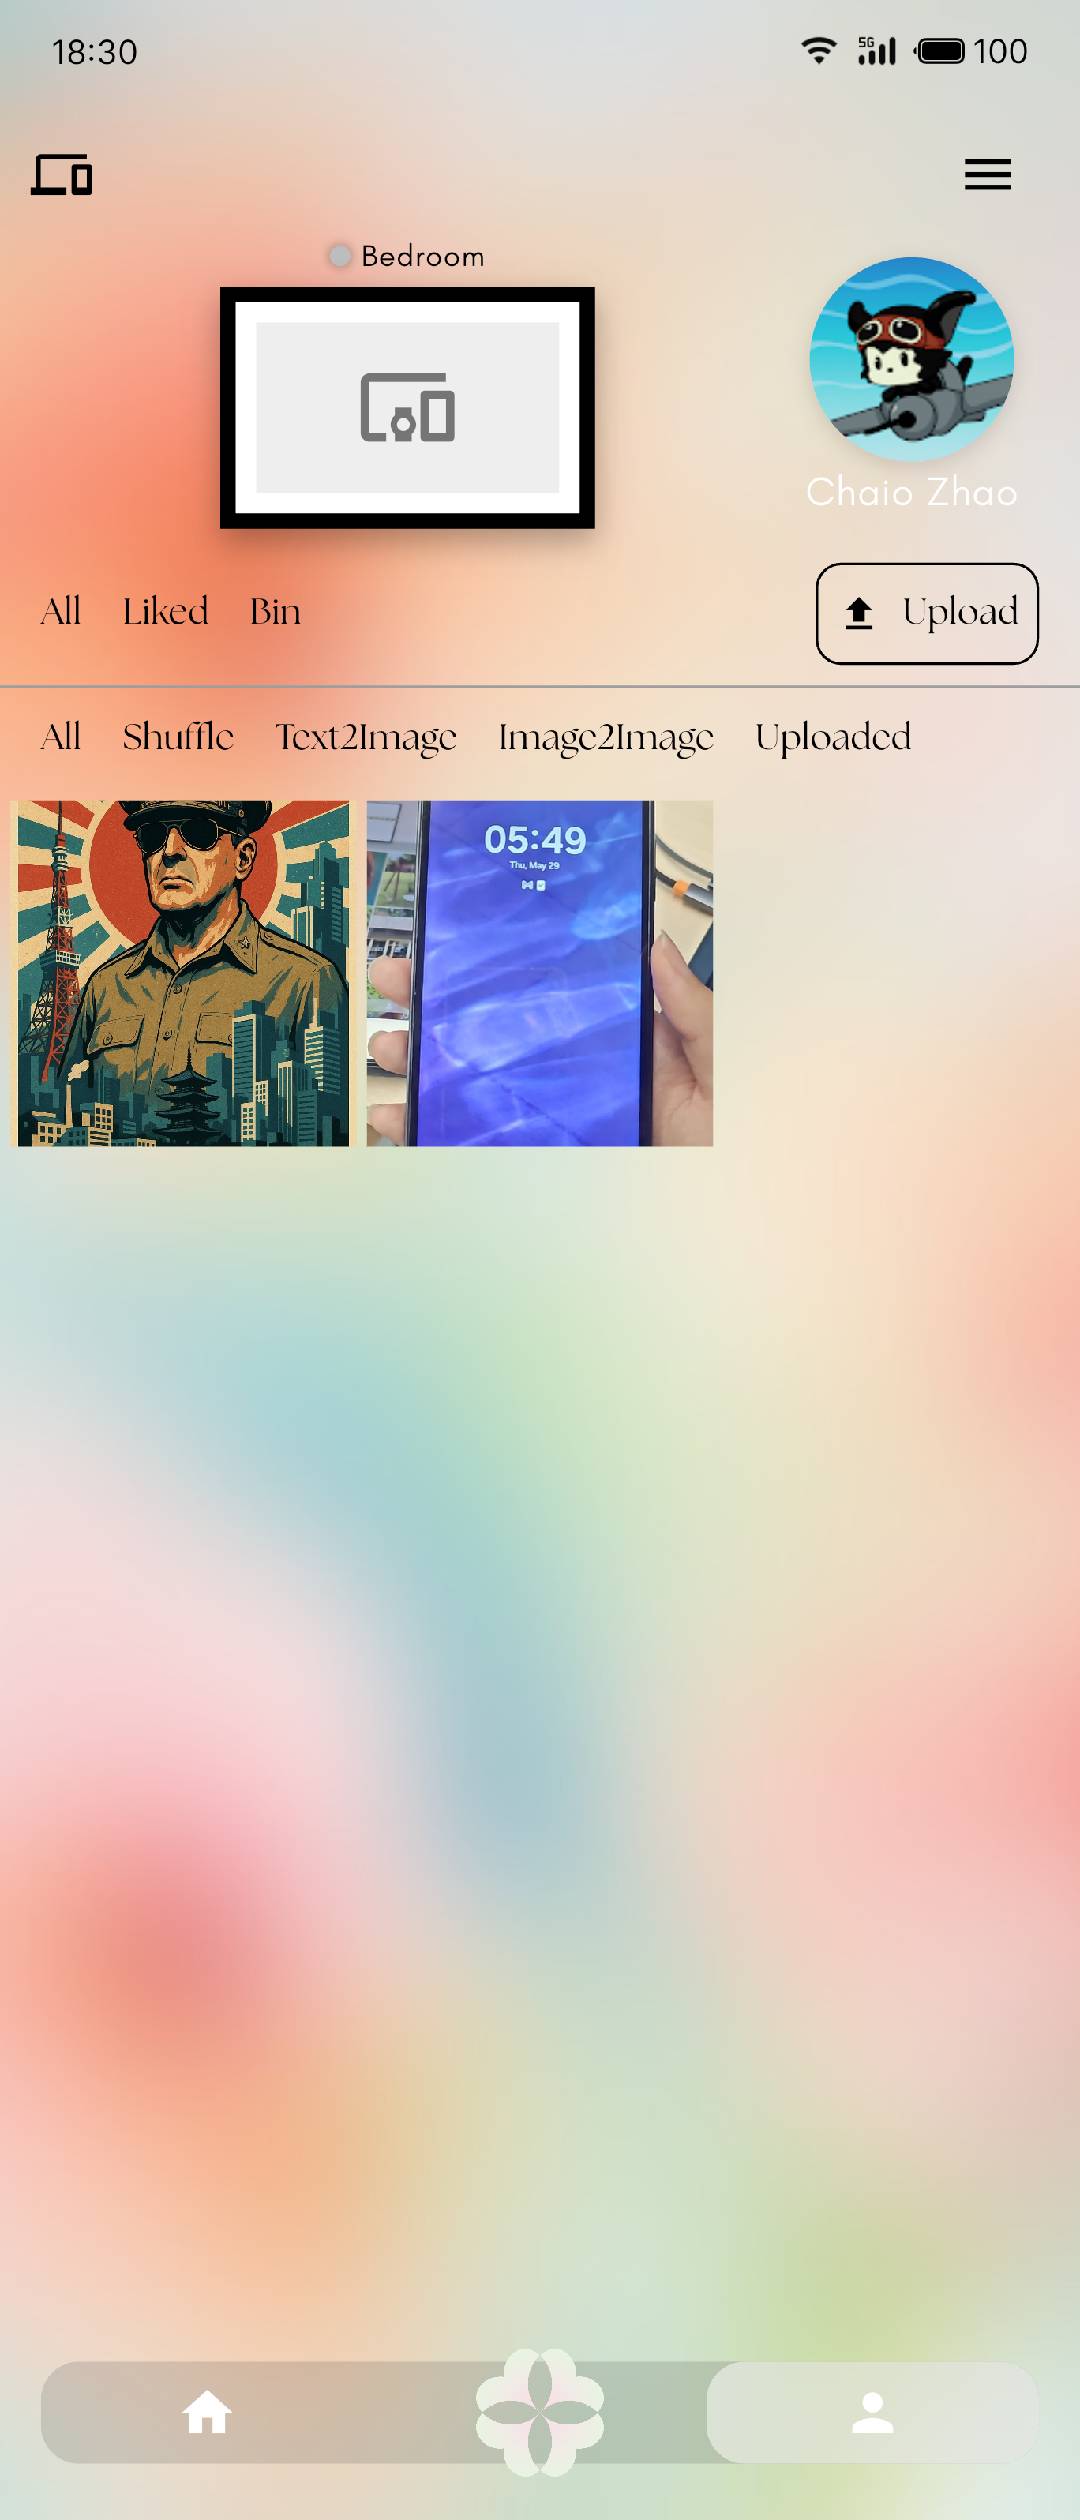 18:30
5G 100
Bedroom
Chaio Zhao
All Liked Bin
Upload
All Shuffle Text2Image Image2Image Uploaded
05:49
Thu, May 29